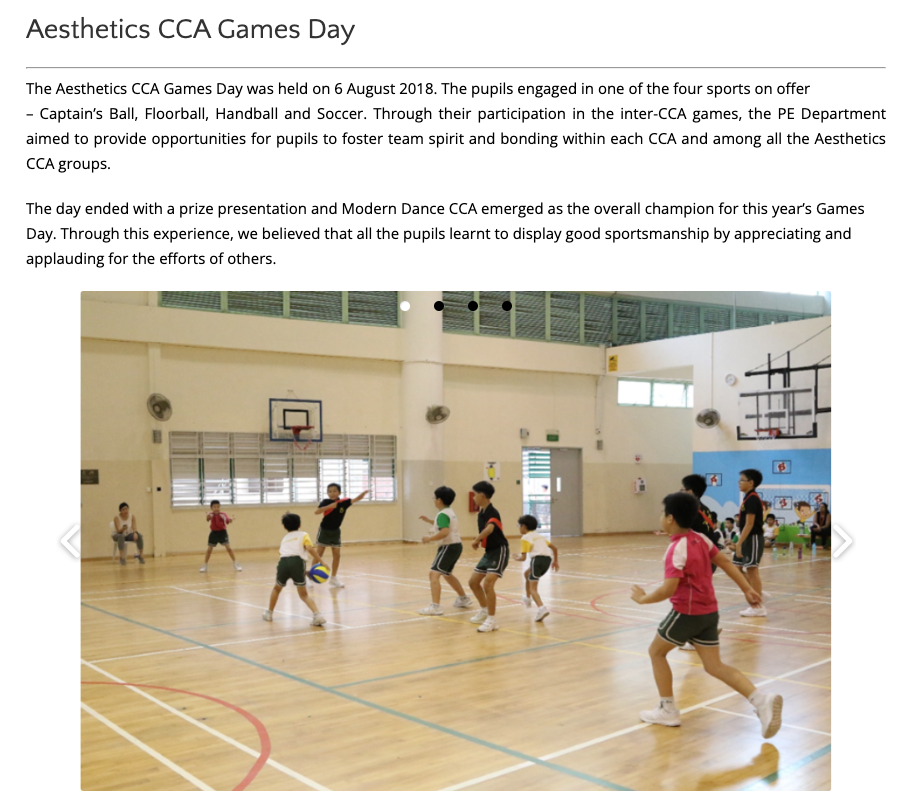 Aesthetics CCA Games Day
The Aesthetics CCA Games Day was held on 6 August 2018. The pupils engaged in one of the four sports on offer
– Captain’s Ball, Floorball, Handball and Soccer. Through their participation in the inter-CCA games, the PE Department
aimed to provide opportunities for pupils to foster team spirit and bonding within each CCA and among all the Aesthetics
CCA groups.
The day ended with a prize presentation and Modern Dance CCA emerged as the overall champion for this year’s Games
Day. Through this experience, we believed that all the pupils learnt to display good sportsmanship by appreciating and
applauding for the efforts of others.